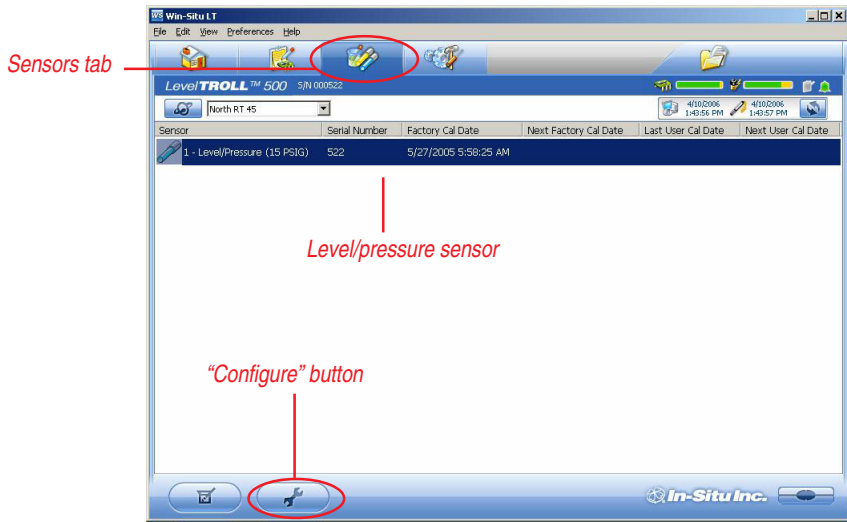 Win-Situ LT
File Edit View Preferences Help
Sensors tab
Level TROLL™ 500 S/N 000522
North RT 45
4/10/2006 1:43:56 PM
4/10/2006 1:43:57 PM
Sensor Serial Number Factory Cal Date Next Factory Cal Date Last User Cal Date Next User Cal Date
1 - Level/Pressure (15 PSIG) 522 5/27/2005 5:58:25 AM
Level/pressure sensor
“Configure” button
In-Situ Inc.